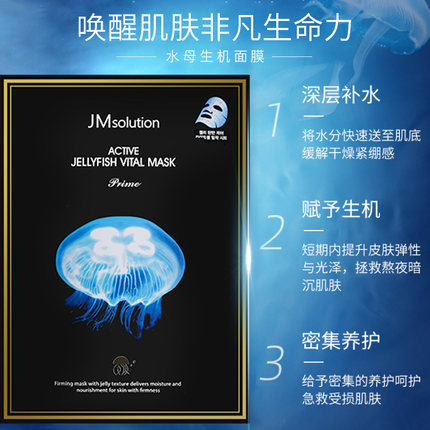 唤醒肌肤非凡生命力
水母生机面膜
JMsolution
ACTIVE
JELLYFISH VITAL MASK
Prime
Firming mask with jelly texture delivers moisture and
nourishment for skin with firmness
1
深层补水
将水分快速送至肌底
缓解干燥紧绷感
2
赋予生机
短期内提升皮肤弹性
与光泽，拯救熬夜暗
沉肌肤
3
密集养护
给予密集的养护呵护
急救受损肌肤